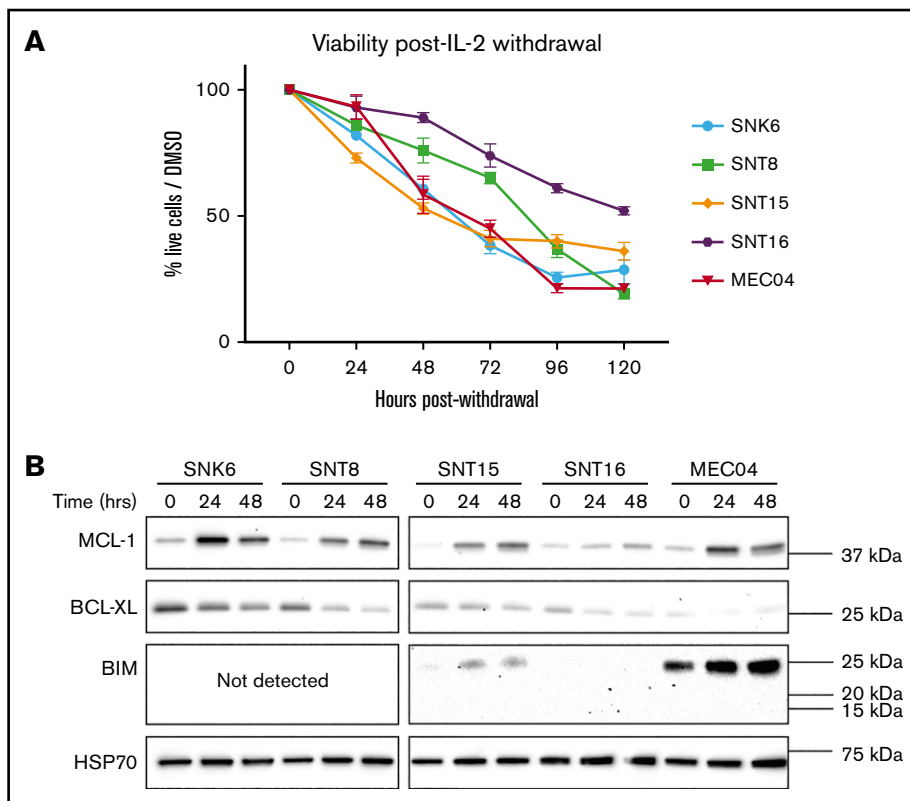 A
Viability post-IL-2 withdrawal
% live cells / DMSO
100
50
0
0 24 48 72 96 120
Hours post-withdrawal
SNK6
SNT8
SNT15
SNT16
MEC04
B
SNK6 SNT8 SNT15 SNT16 MEC04
Time (hrs) 0 24 48 0 24 48 0 24 48 0 24 48 0 24 48
MCL-1 37 kDa
BCL-XL 25 kDa
BIM Not detected 25 kDa
20 kDa
15 kDa
HSP70 75 kDa